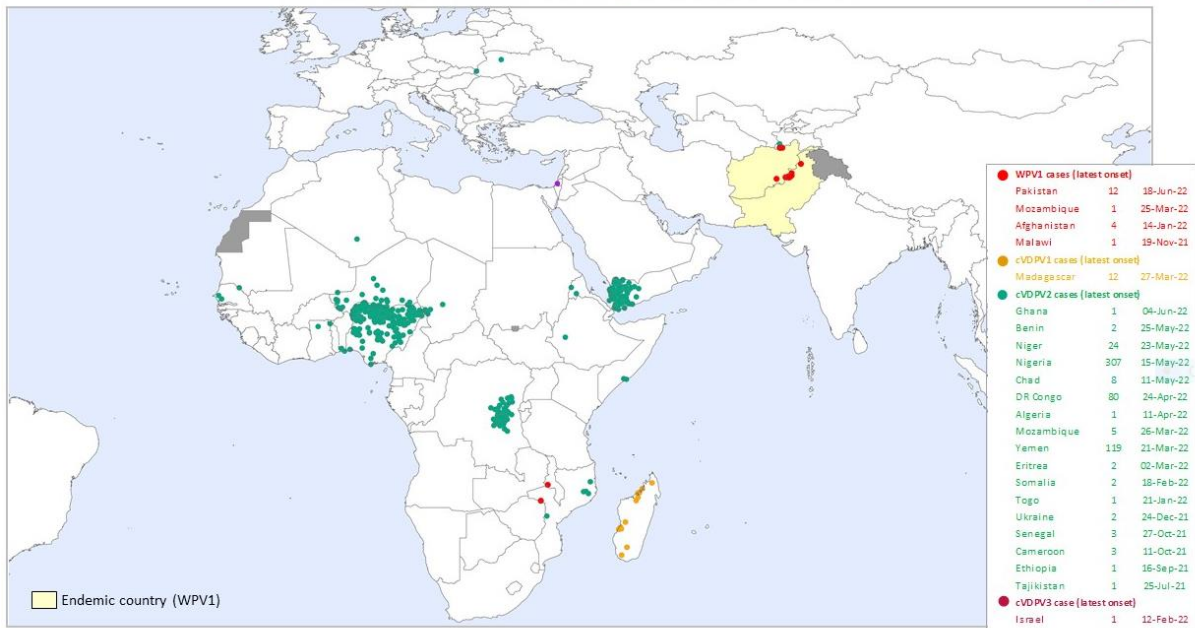 WPV1 cases (latest onset)
Pakistan 12 18-Jun-22
Mozambique 1 25-Mar-22
Afghanistan 4 14-Jan-22
Malawi 1 19-Nov-21
cVDPV1 cases (latest onset)
Madagascar 12 27-Mar-22
cVDPV2 cases (latest onset)
Ghana 1 04-Jun-22
Benin 2 25-May-22
Niger 24 23-May-22
Nigeria 307 15-May-22
Chad 8 11-May-22
DR Congo 80 24-Apr-22
Algeria 1 11-Apr-22
Mozambique 5 26-Mar-22
Yemen 119 21-Mar-22
Eritrea 2 02-Mar-22
Somalia 2 18-Feb-22
Togo 1 21-Jan-22
Ukraine 2 24-Dec-21
Senegal 3 27-Oct-21
Cameroon 3 11-Oct-21
Ethiopia 1 16-Sep-21
Tajikistan 1 25-Jul-21
cVDPV3 case (latest onset)
Israel 1 12-Feb-22
Endemic country (WPV1)